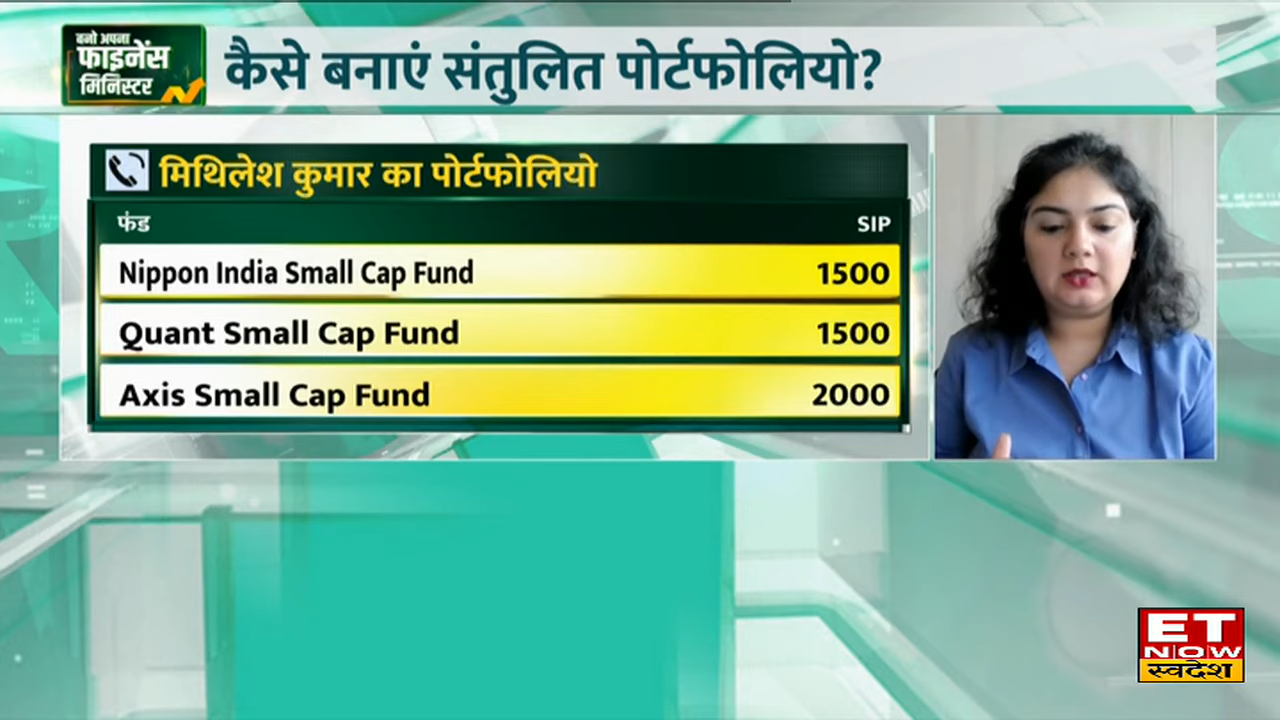 बनो अपना
फाइनेंस
मिनिस्टर
कैसे बनाएं संतुलित पोर्टफोलियो?
मिथिलेश कुमार का पोर्टफोलियो
फंड SIP
Nippon India Small Cap Fund 1500
Quant Small Cap Fund 1500
Axis Small Cap Fund 2000
ET
NOW
स्वदेश